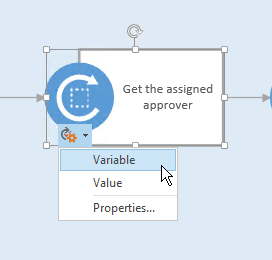 Get the assigned
approver
Variable
Value
Properties...